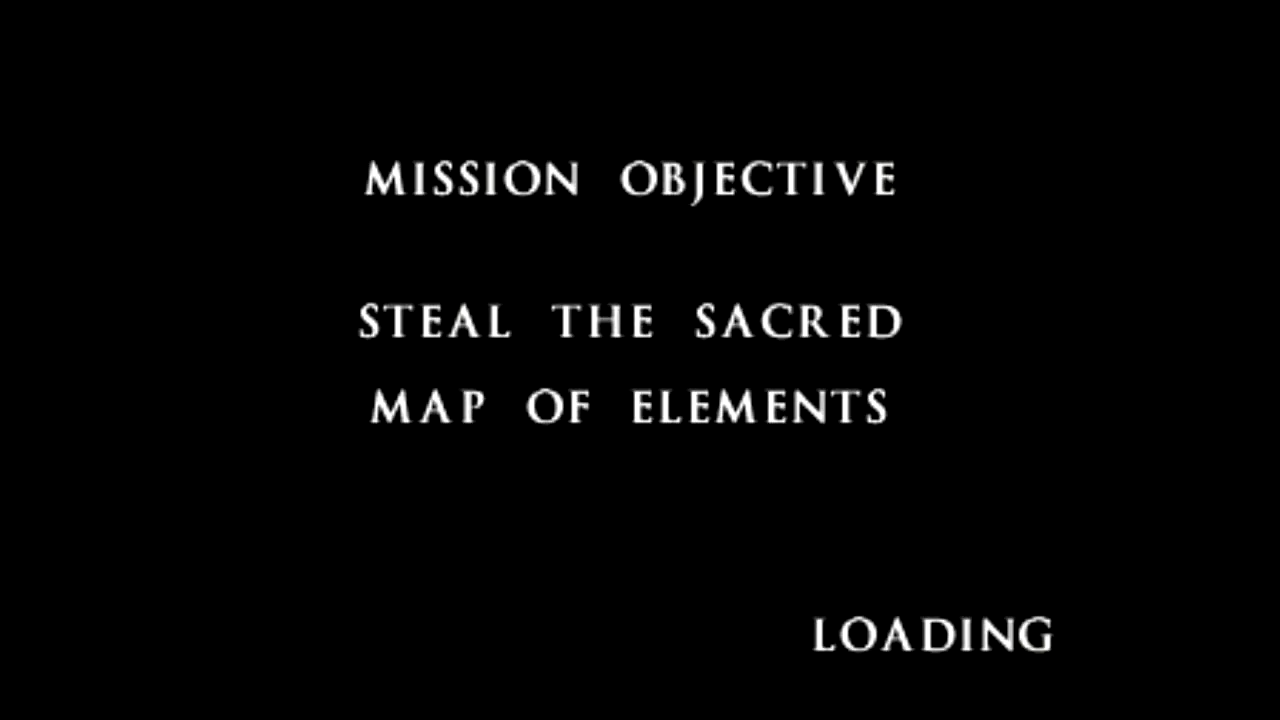 MISSION OBJECTIVE
STEAL THE SACRED
MAP OF ELEMENTS
LOADING